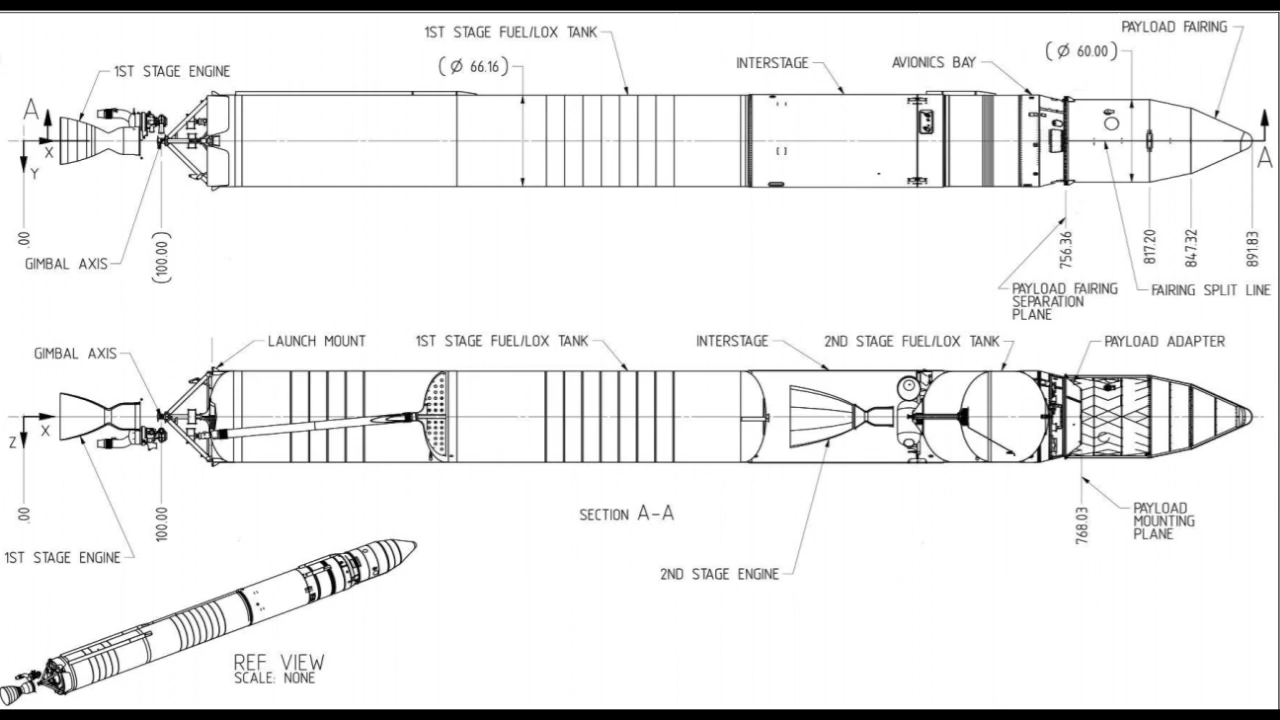 PAYLOAD FAIRING
1ST STAGE FUEL/LOX TANK
(Ø 60.00)
1ST STAGE ENGINE
(Ø 66.16)
INTERSTAGE
AVIONICS BAY
A
X
Y
A
.00
GIMBAL AXIS
(100.00)
756.36
817.20
847.32
891.83
PAYLOAD FAIRING
SEPARATION
PLANE
FAIRING SPLIT LINE
GIMBAL AXIS
LAUNCH MOUNT
1ST STAGE FUEL/LOX TANK
INTERSTAGE
2ND STAGE FUEL/LOX TANK
PAYLOAD ADAPTER
X
Z
.00
100.00
SECTION A-A
768.03
PAYLOAD
MOUNTING
PLANE
1ST STAGE ENGINE
2ND STAGE ENGINE
REF VIEW
SCALE: NONE